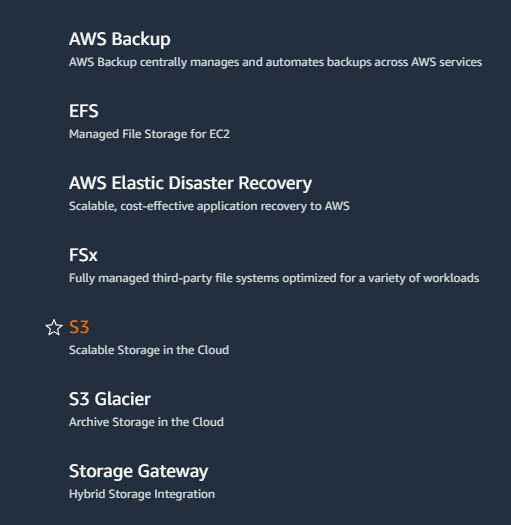 AWS Backup
AWS Backup centrally manages and automates backups across AWS services
EFS
Managed File Storage for EC2
AWS Elastic Disaster Recovery
Scalable, cost-effective application recovery to AWS
FSx
Fully managed third-party file systems optimized for a variety of workloads
S3
Scalable Storage in the Cloud
S3 Glacier
Archive Storage in the Cloud
Storage Gateway
Hybrid Storage Integration